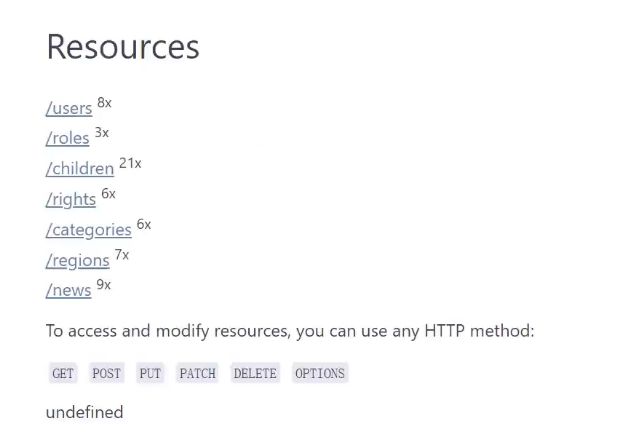 Resources
/users 8x
/roles 3x
/children 21x
/rights 6x
/categories 6x
/regions 7x
/news 9x
To access and modify resources, you can use any HTTP method:
GET POST PUT PATCH DELETE OPTIONS
undefined